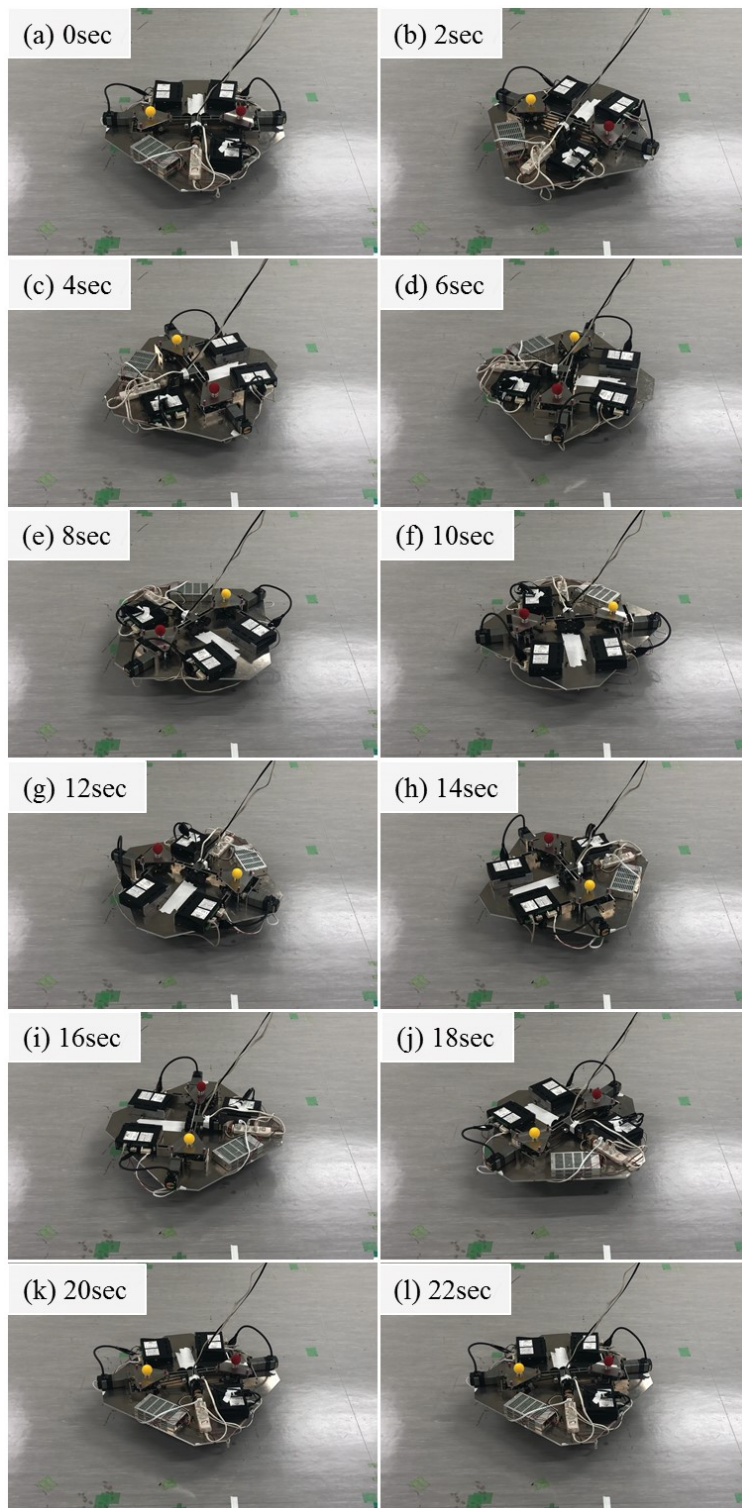 (a) 0sec
(b) 2sec
(c) 4sec
(d) 6sec
(e) 8sec
(f) 10sec
(g) 12sec
(h) 14sec
(i) 16sec
(j) 18sec
(k) 20sec
(l) 22sec